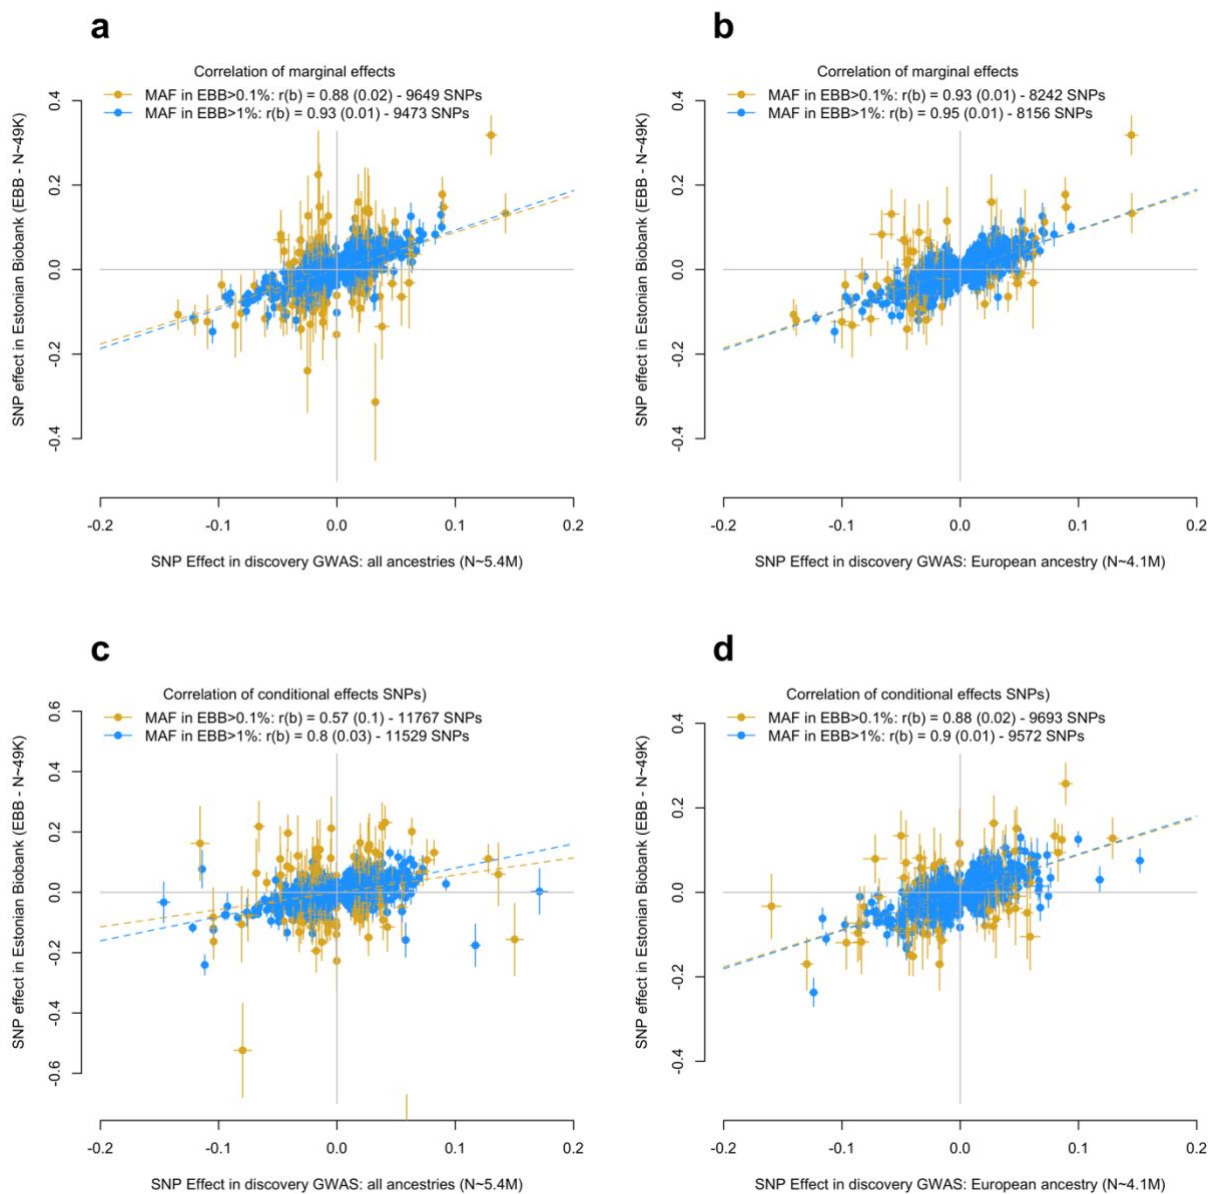 a
Correlation of marginal effects
MAF in EBB>0.1%: r(b) = 0.88 (0.02) - 9649 SNPs
MAF in EBB>1%: r(b) = 0.93 (0.01) - 9473 SNPs
SNP effect in Estonian Biobank (EBB - N~49K)
0.4
0.2
0.0
-0.2
-0.4
-0.2 -0.1 0.0 0.1 0.2
SNP Effect in discovery GWAS: all ancestries (N~5.4M)
b
Correlation of marginal effects
MAF in EBB>0.1%: r(b) = 0.93 (0.01) - 8242 SNPs
MAF in EBB>1%: r(b) = 0.95 (0.01) - 8156 SNPs
SNP effect in Estonian Biobank (EBB - N~49K)
0.4
0.2
0.0
-0.2
-0.4
-0.2 -0.1 0.0 0.1 0.2
SNP Effect in discovery GWAS: European ancestry (N~4.1M)
c
Correlation of conditional effects SNPs)
MAF in EBB>0.1%: r(b) = 0.57 (0.1) - 11767 SNPs
MAF in EBB>1%: r(b) = 0.8 (0.03) - 11529 SNPs
SNP effect in Estonian Biobank (EBB - N~49K)
0.6
0.4
0.2
0.0
-0.2
-0.4
-0.6
-0.2 -0.1 0.0 0.1 0.2
SNP Effect in discovery GWAS: all ancestries (N~5.4M)
d
Correlation of conditional effects SNPs)
MAF in EBB>0.1%: r(b) = 0.88 (0.02) - 9693 SNPs
MAF in EBB>1%: r(b) = 0.9 (0.01) - 9572 SNPs
SNP effect in Estonian Biobank (EBB - N~49K)
0.4
0.2
0.0
-0.2
-0.4
-0.2 -0.1 0.0 0.1 0.2
SNP Effect in discovery GWAS: European ancestry (N~4.1M)